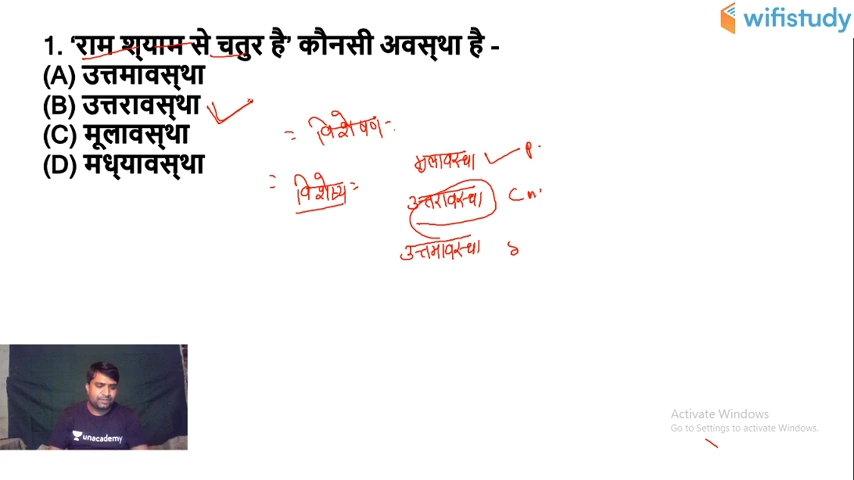 wifistudy
1. ‘राम श्याम से चतुर है’ कौनसी अवस्था है -
(A) उत्तमावस्था
(B) उत्तरावस्था
(C) मूलावस्था
(D) मध्यावस्था
= विशेषण -
= विशेष्य =
मूलावस्था p.
उत्तरावस्था
उत्तमावस्था
unacademy
Activate Windows
Go to Settings to activate Windows.